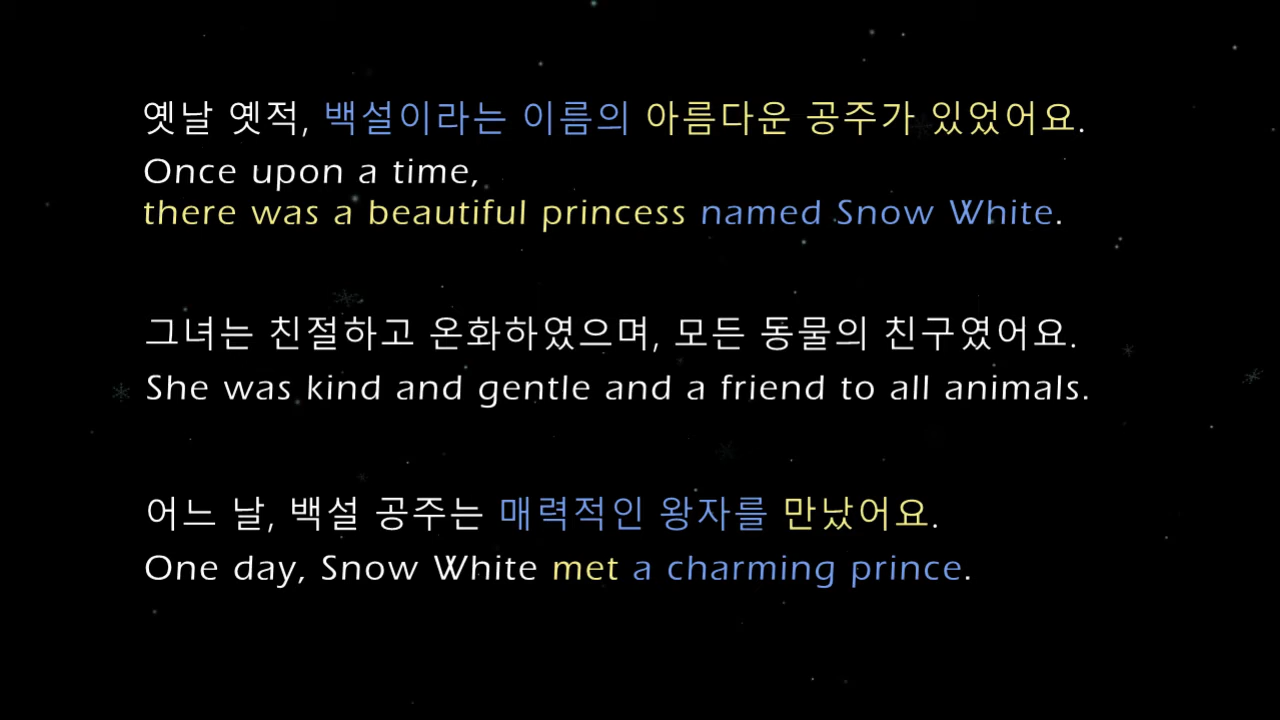 옛날 옛적, 백설이라는 이름의 아름다운 공주가 있었어요.
Once upon a time,
there was a beautiful princess named Snow White.
그녀는 친절하고 온화하였으며, 모든 동물의 친구였어요.
She was kind and gentle and a friend to all animals.
어느 날, 백설 공주는 매력적인 왕자를 만났어요.
One day, Snow White met a charming prince.